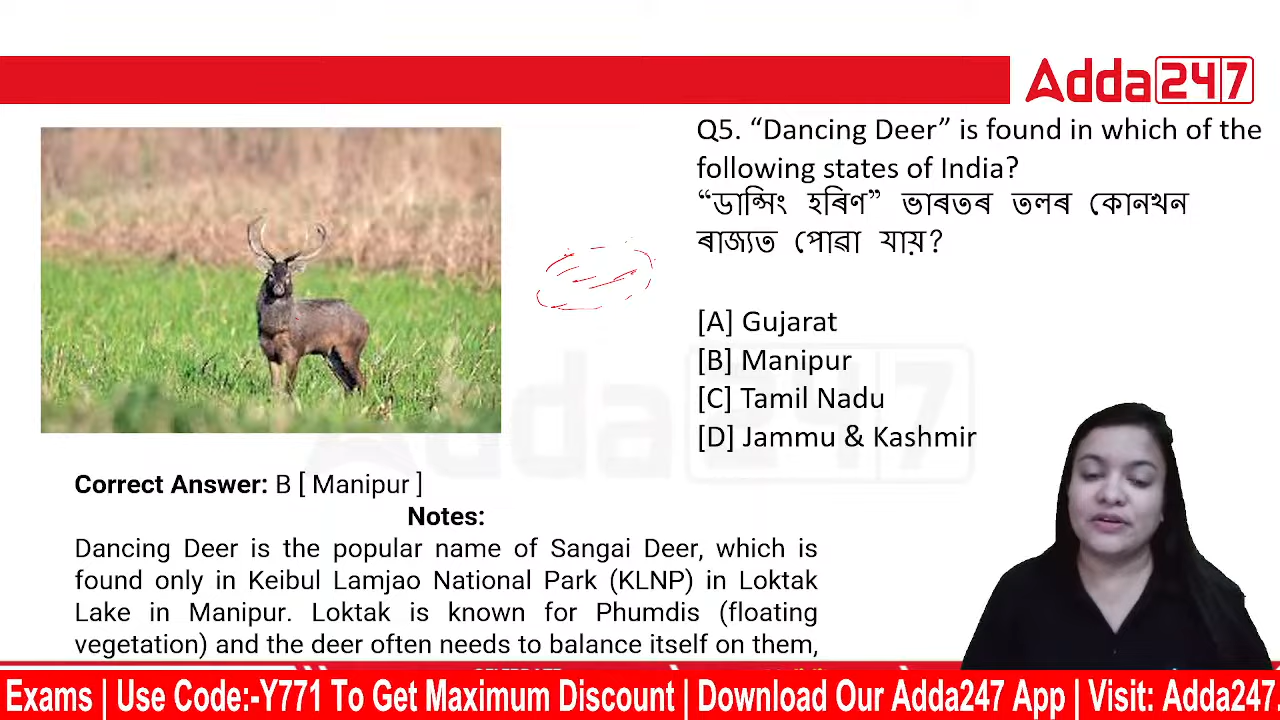 Adda247
Q5. “Dancing Deer” is found in which of the
following states of India?
“ডান্সিং হৰিণ” ভাৰতৰ তলৰ কোনখন
ৰাজ্যত পোৱা যায়?
[A] Gujarat
[B] Manipur
[C] Tamil Nadu
[D] Jammu & Kashmir
Adda247
Correct Answer: B [ Manipur ]
Notes:
Dancing Deer is the popular name of Sangai Deer, which is
found only in Keibul Lamjao National Park (KLNP) in Loktak
Lake in Manipur. Loktak is known for Phumdis (floating
vegetation) and the deer often needs to balance itself on them,
Exams | Use Code:-Y771 To Get Maximum Discount | Download Our Adda247 App | Visit: Adda247.